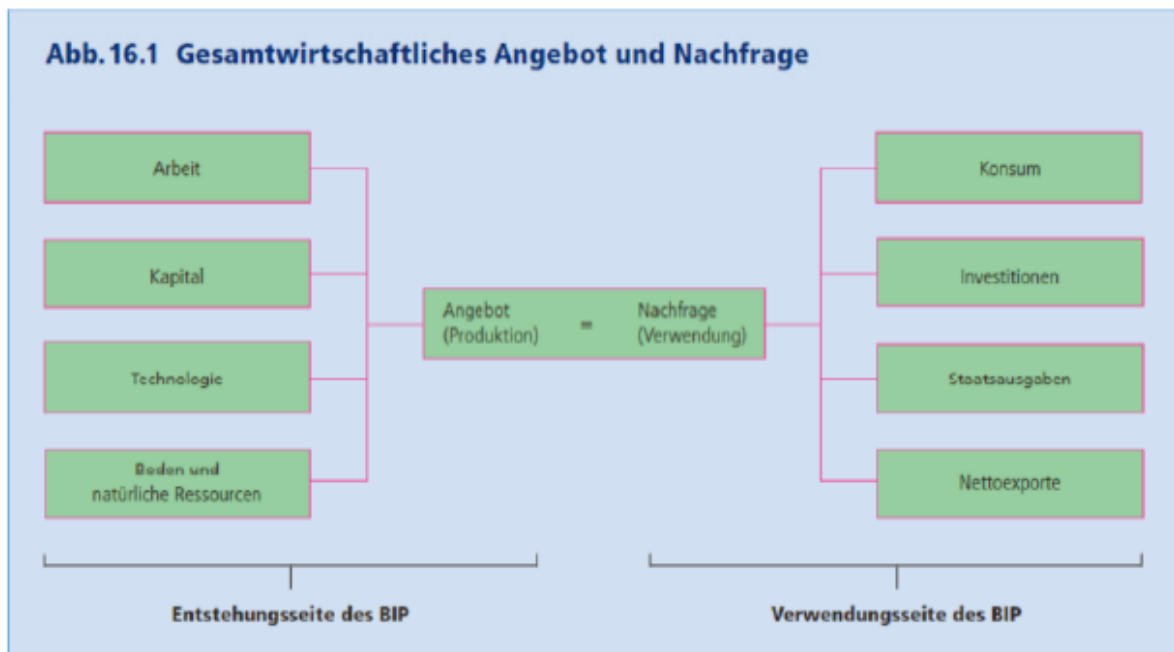 Abb. 16.1 Gesamtwirtschaftliches Angebot und Nachfrage
Arbeit
Kapital
Technologie
Boden und
natürliche Ressourcen
Angebot
(Produktion)
=
Nachfrage
(Verwendung)
Konsum
Investitionen
Staatsausgaben
Nettoexporte
Entstehungsseite des BIP
Verwendungsseite des BIP